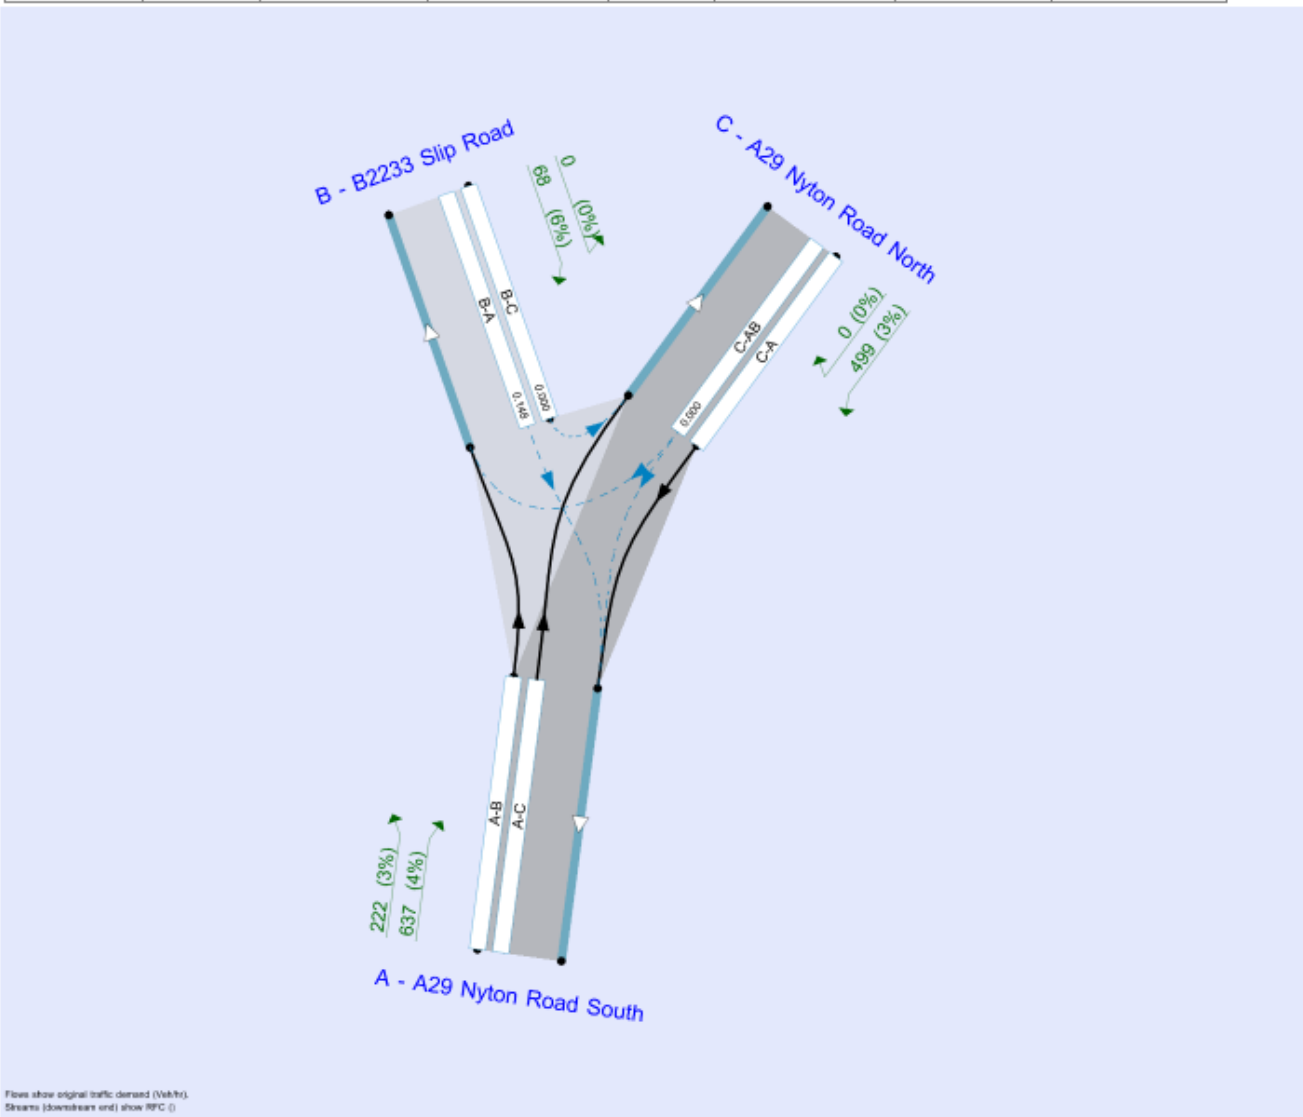 B - B2233 Slip Road
C - A29 Nyton Road North
0 (0%)
68 (6%)
B-C
B-A
0.000
0.148
C-AB
C-A
0.000
0 (0%)
499 (3%)
A-B
A-C
222 (3%)
637 (4%)
A - A29 Nyton Road South
Flows show original traffic demand (Veh/hr).
Streams (downstream end) show RFC ()